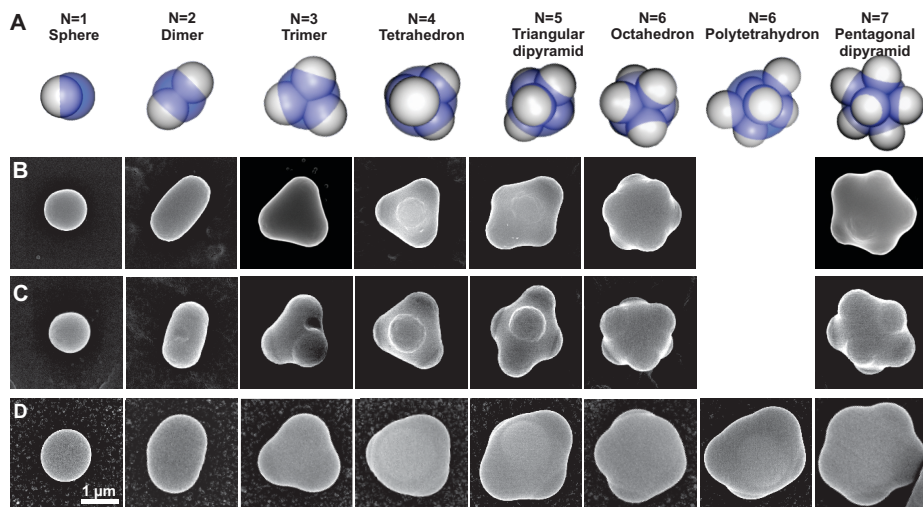 A
N=1
Sphere
N=2
Dimer
N=3
Trimer
N=4
Tetrahedron
N=5
Triangular
dipyramid
N=6
Octahedron
N=6
Polytetrahydron
N=7
Pentagonal
dipyramid
B
C
D
1 µm